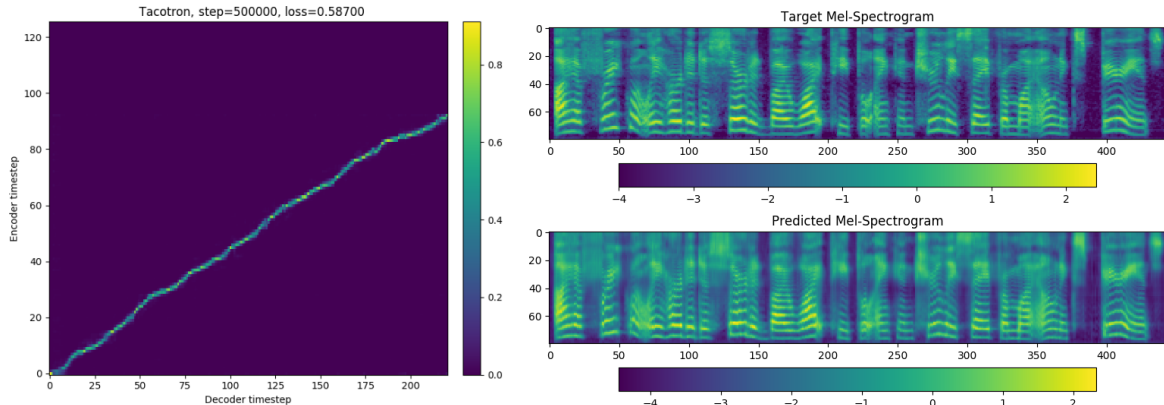 Tacotron, step=500000, loss=0.58700
120
100
80
60
40
20
0
Encoder timestep
0 25 50 75 100 125 150 175 200
Decoder timestep
0.8
0.6
0.4
0.2
0.0
Target Mel-Spectrogram
0
20
40
60
0 50 100 150 200 250 300 350 400
−4 −3 −2 −1 0 1 2
Predicted Mel-Spectrogram
0
20
40
60
0 50 100 150 200 250 300 350 400
−4 −3 −2 −1 0 1 2